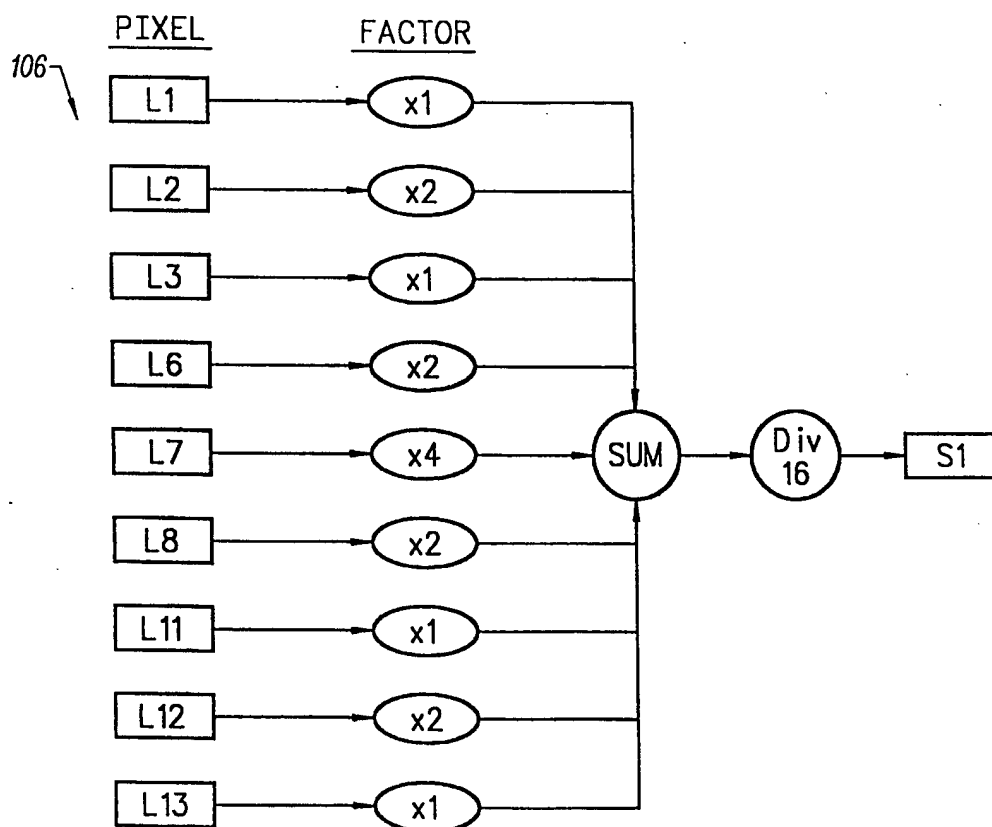 PIXEL FACTOR
106
L1 x1
L2 x2
L3 x1
L6 x2
L7 x4 SUM Div 16 S1
L8 x2
L11 x1
L12 x2
L13 x1